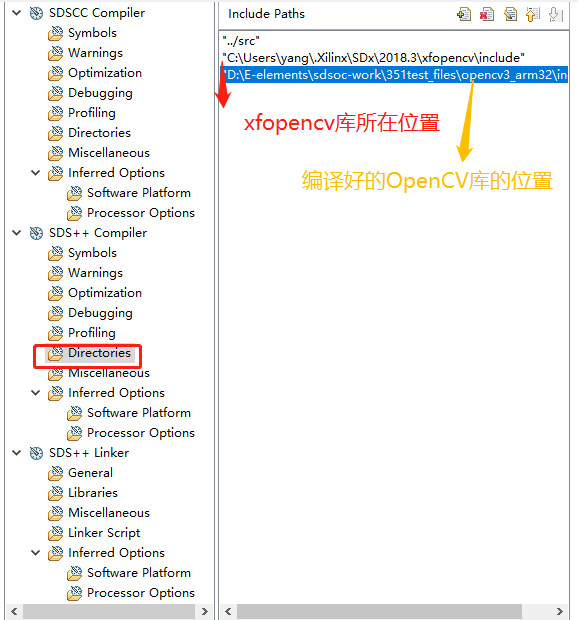 SDSCC Compiler
Symbols
Warnings
Optimization
Debugging
Profiling
Directories
Miscellaneous
Inferred Options
Software Platform
Processor Options
SDS++ Compiler
Symbols
Warnings
Optimization
Debugging
Profiling
Directories
Miscellaneous
Inferred Options
Software Platform
Processor Options
SDS++ Linker
General
Libraries
Miscellaneous
Linker Script
Inferred Options
Software Platform
Processor Options
Include Paths
"../src"
"C:\Users\yang\.Xilinx\SDx\2018.3\xfopencv\include"
"D:\E-elements\sdsoc-work\351test_files\opencv3_arm32\in
xfopencv库所在位置
编译好的OpenCV库的位置